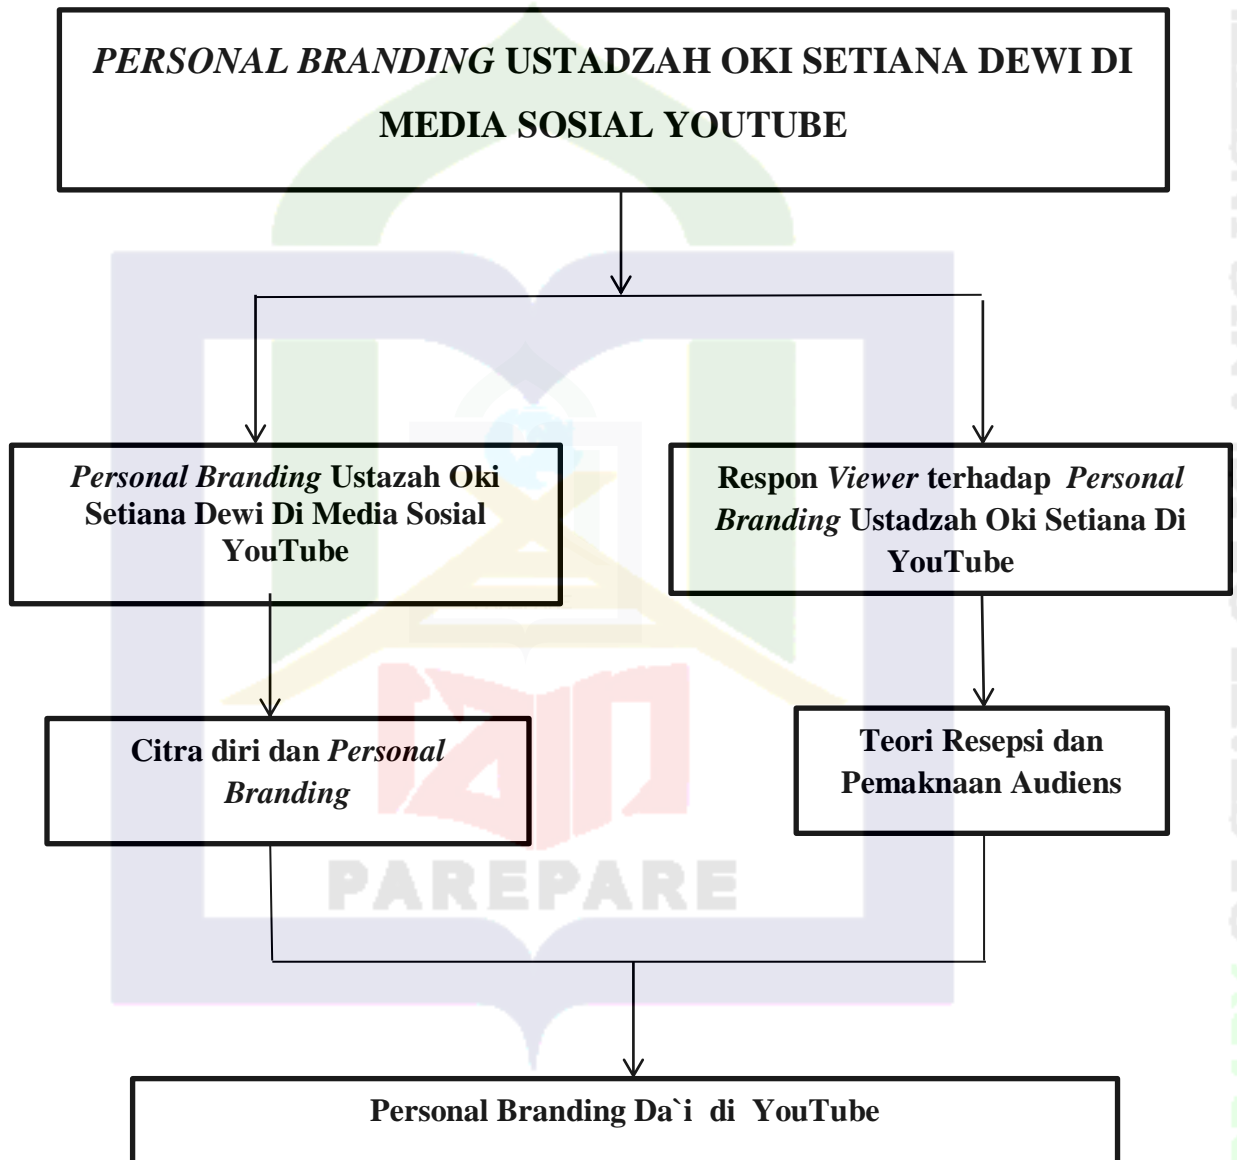 PERSONAL BRANDING USTADZAH OKI SETIANA DEWI DI
MEDIA SOSIAL YOUTUBE
Personal Branding Ustazah Oki
Setiana Dewi Di Media Sosial
YouTube
Respon Viewer terhadap Personal
Branding Ustadzah Oki Setiana Di
YouTube
Citra diri dan Personal
Branding
Teori Resepsi dan
Pemaknaan Audiens
PAREPARE
Personal Branding Da`i di YouTube